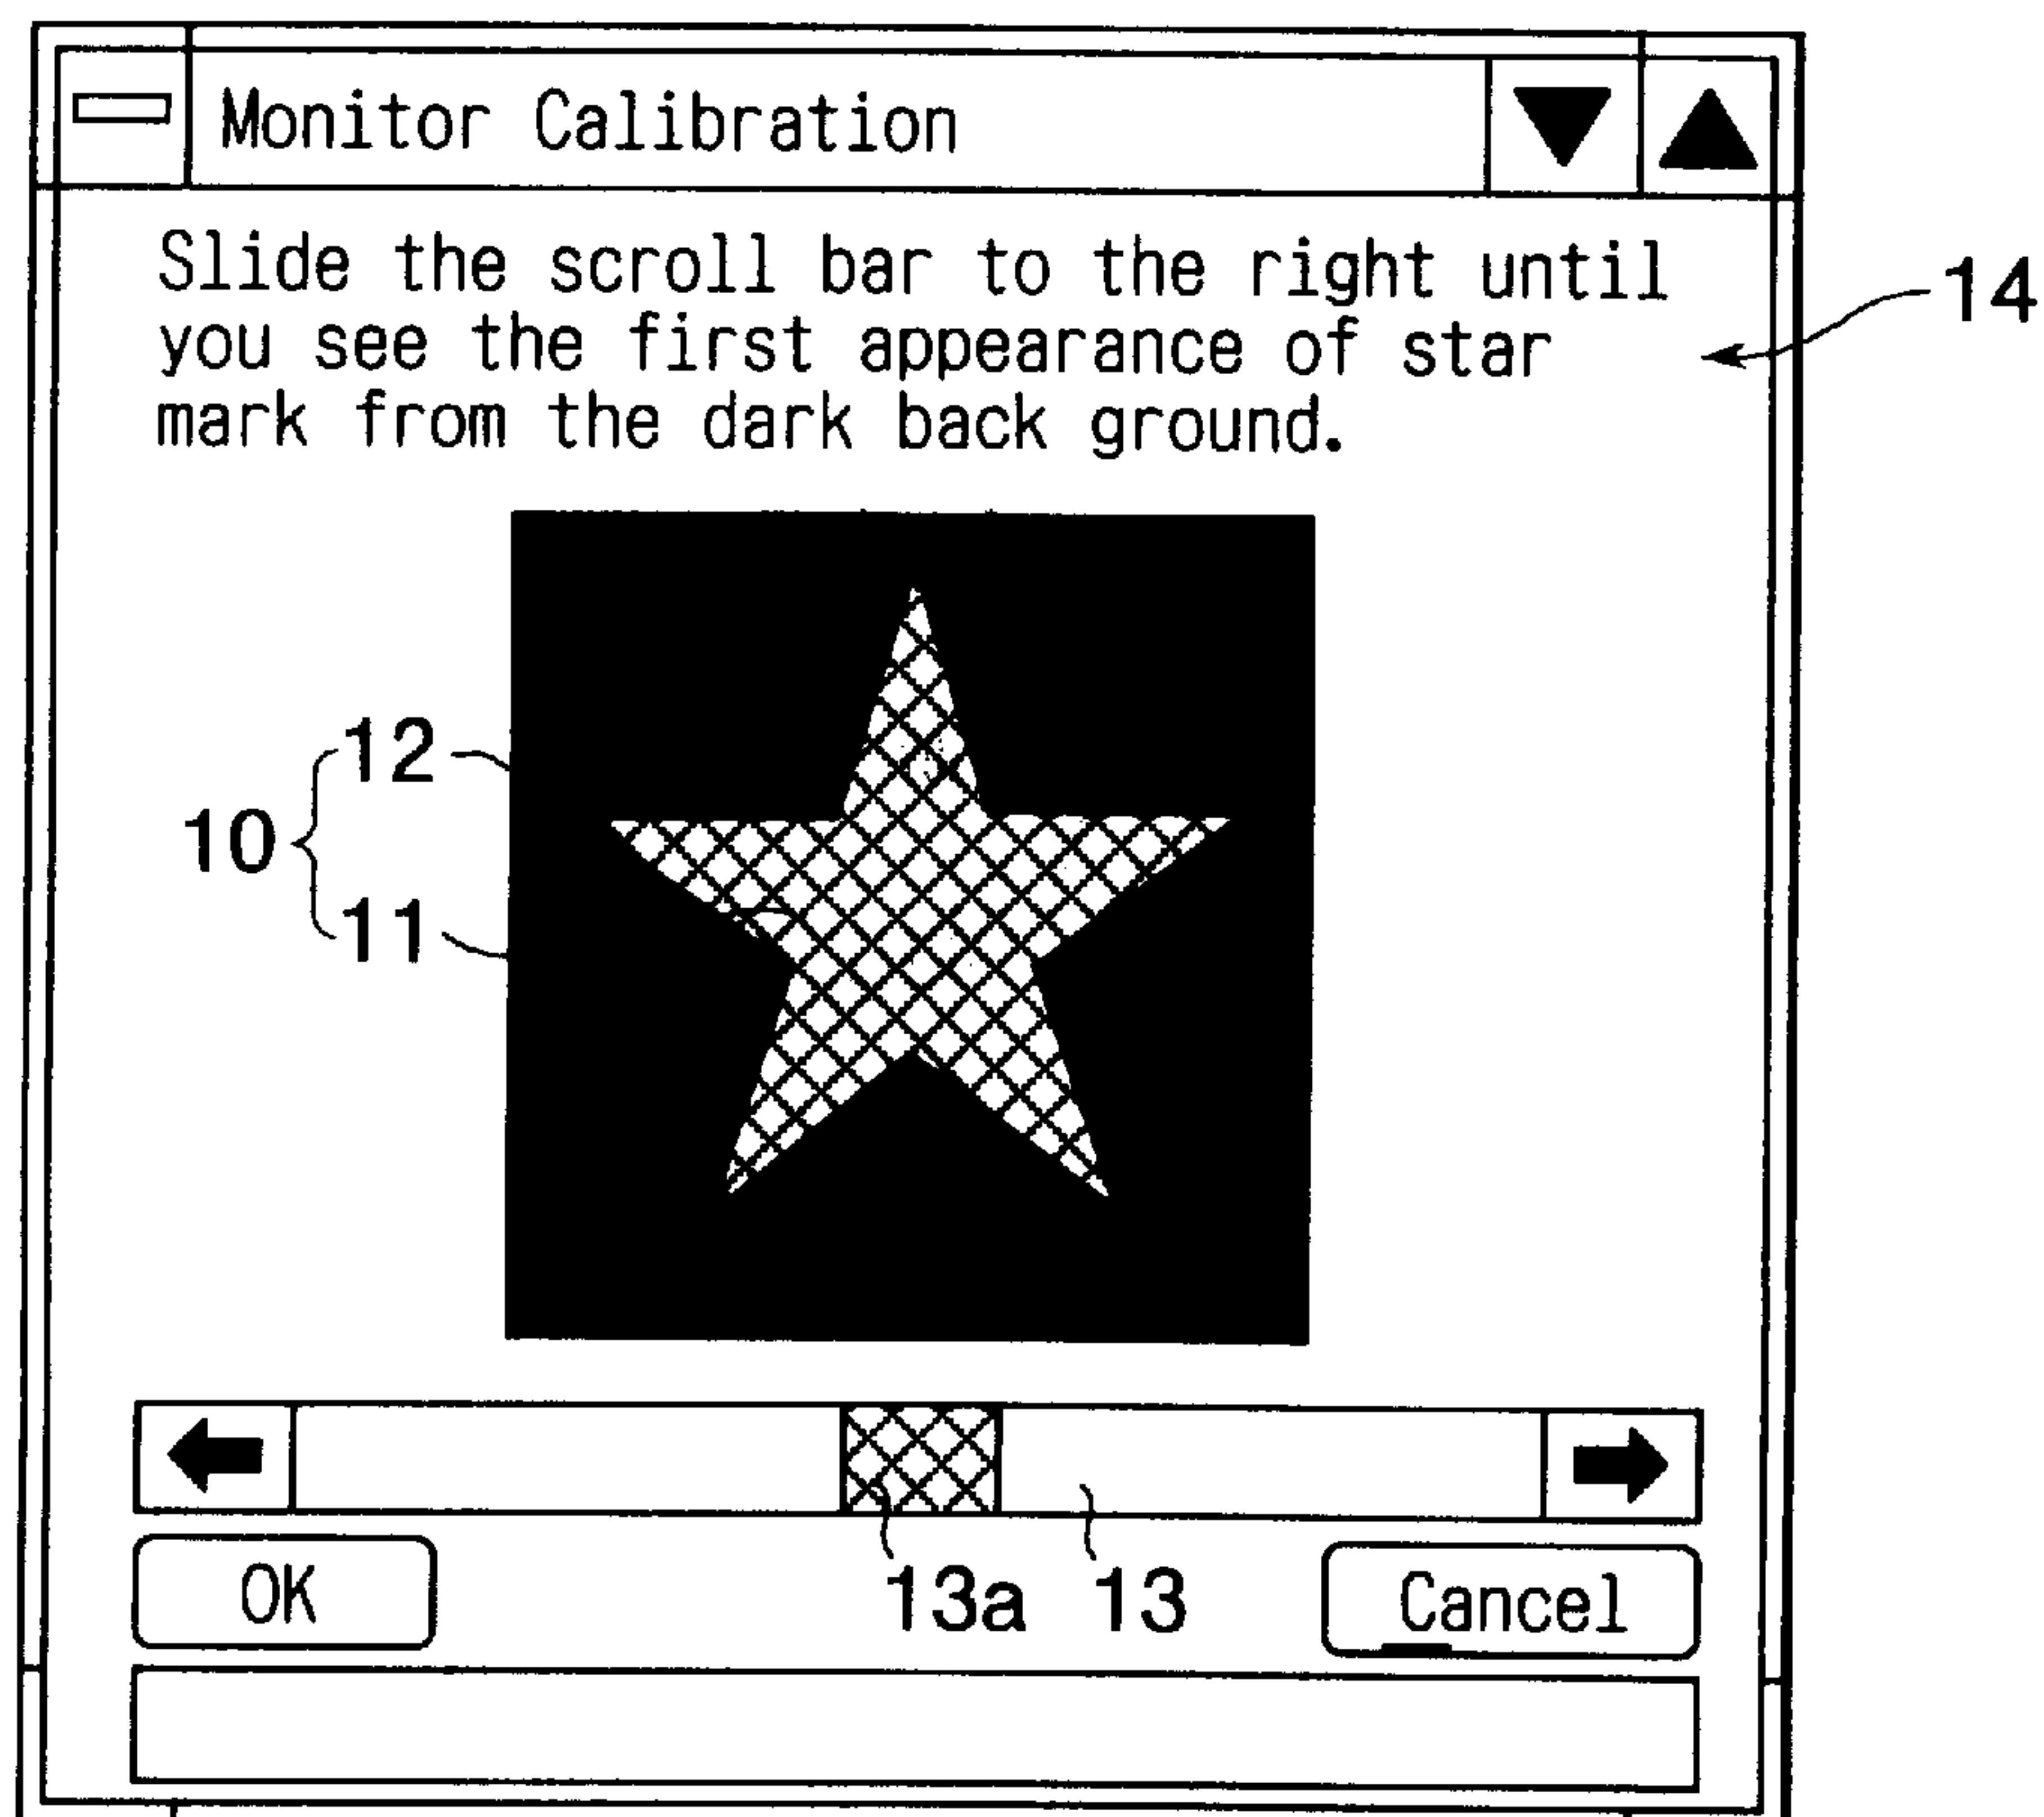 Monitor Calibration
Slide the scroll bar to the right until
you see the first appearance of star
mark from the dark back ground.
14
12
10
11
13a 13
OK
Cancel